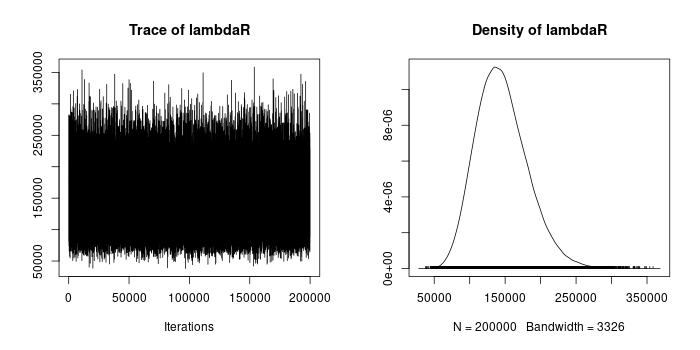 Trace of lambdaR
350000
250000
150000
50000
0
50000
100000
150000
200000
Iterations
Density of lambdaR
8e-06
4e-06
0e+00
50000
150000
250000
350000
N = 200000 Bandwidth = 3326